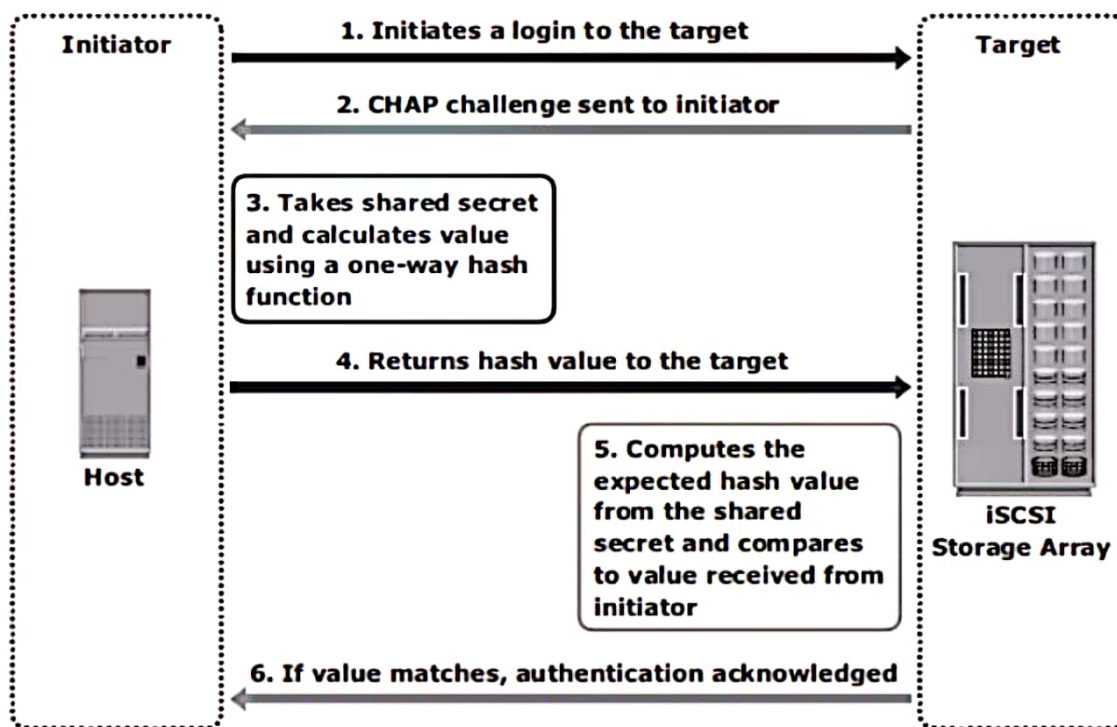 Initiator
1. Initiates a login to the target
Target
2. CHAP challenge sent to initiator
3. Takes shared secret
and calculates value
using a one-way hash
function
4. Returns hash value to the target
Host
5. Computes the
expected hash value
from the shared
secret and compares
to value received from
initiator
iSCSI
Storage Array
6. If value matches, authentication acknowledged